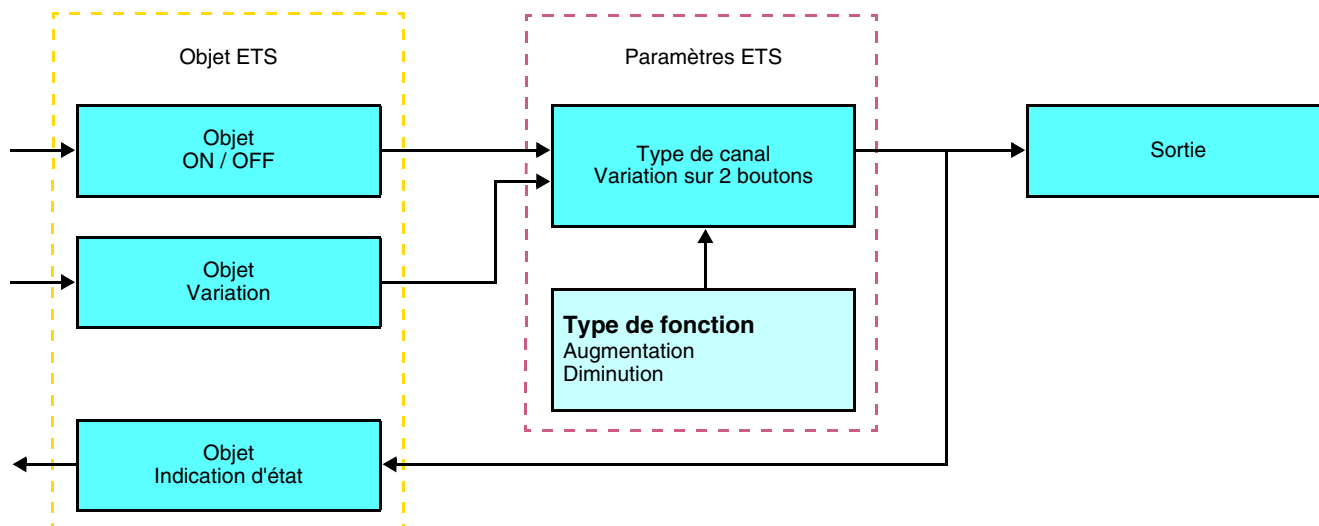 Objet ETS
Paramètres ETS
Objet
ON / OFF
Type de canal
Variation sur 2 boutons
Sortie
Objet
Variation
Type de fonction
Augmentation
Diminution
Objet
Indication d'état